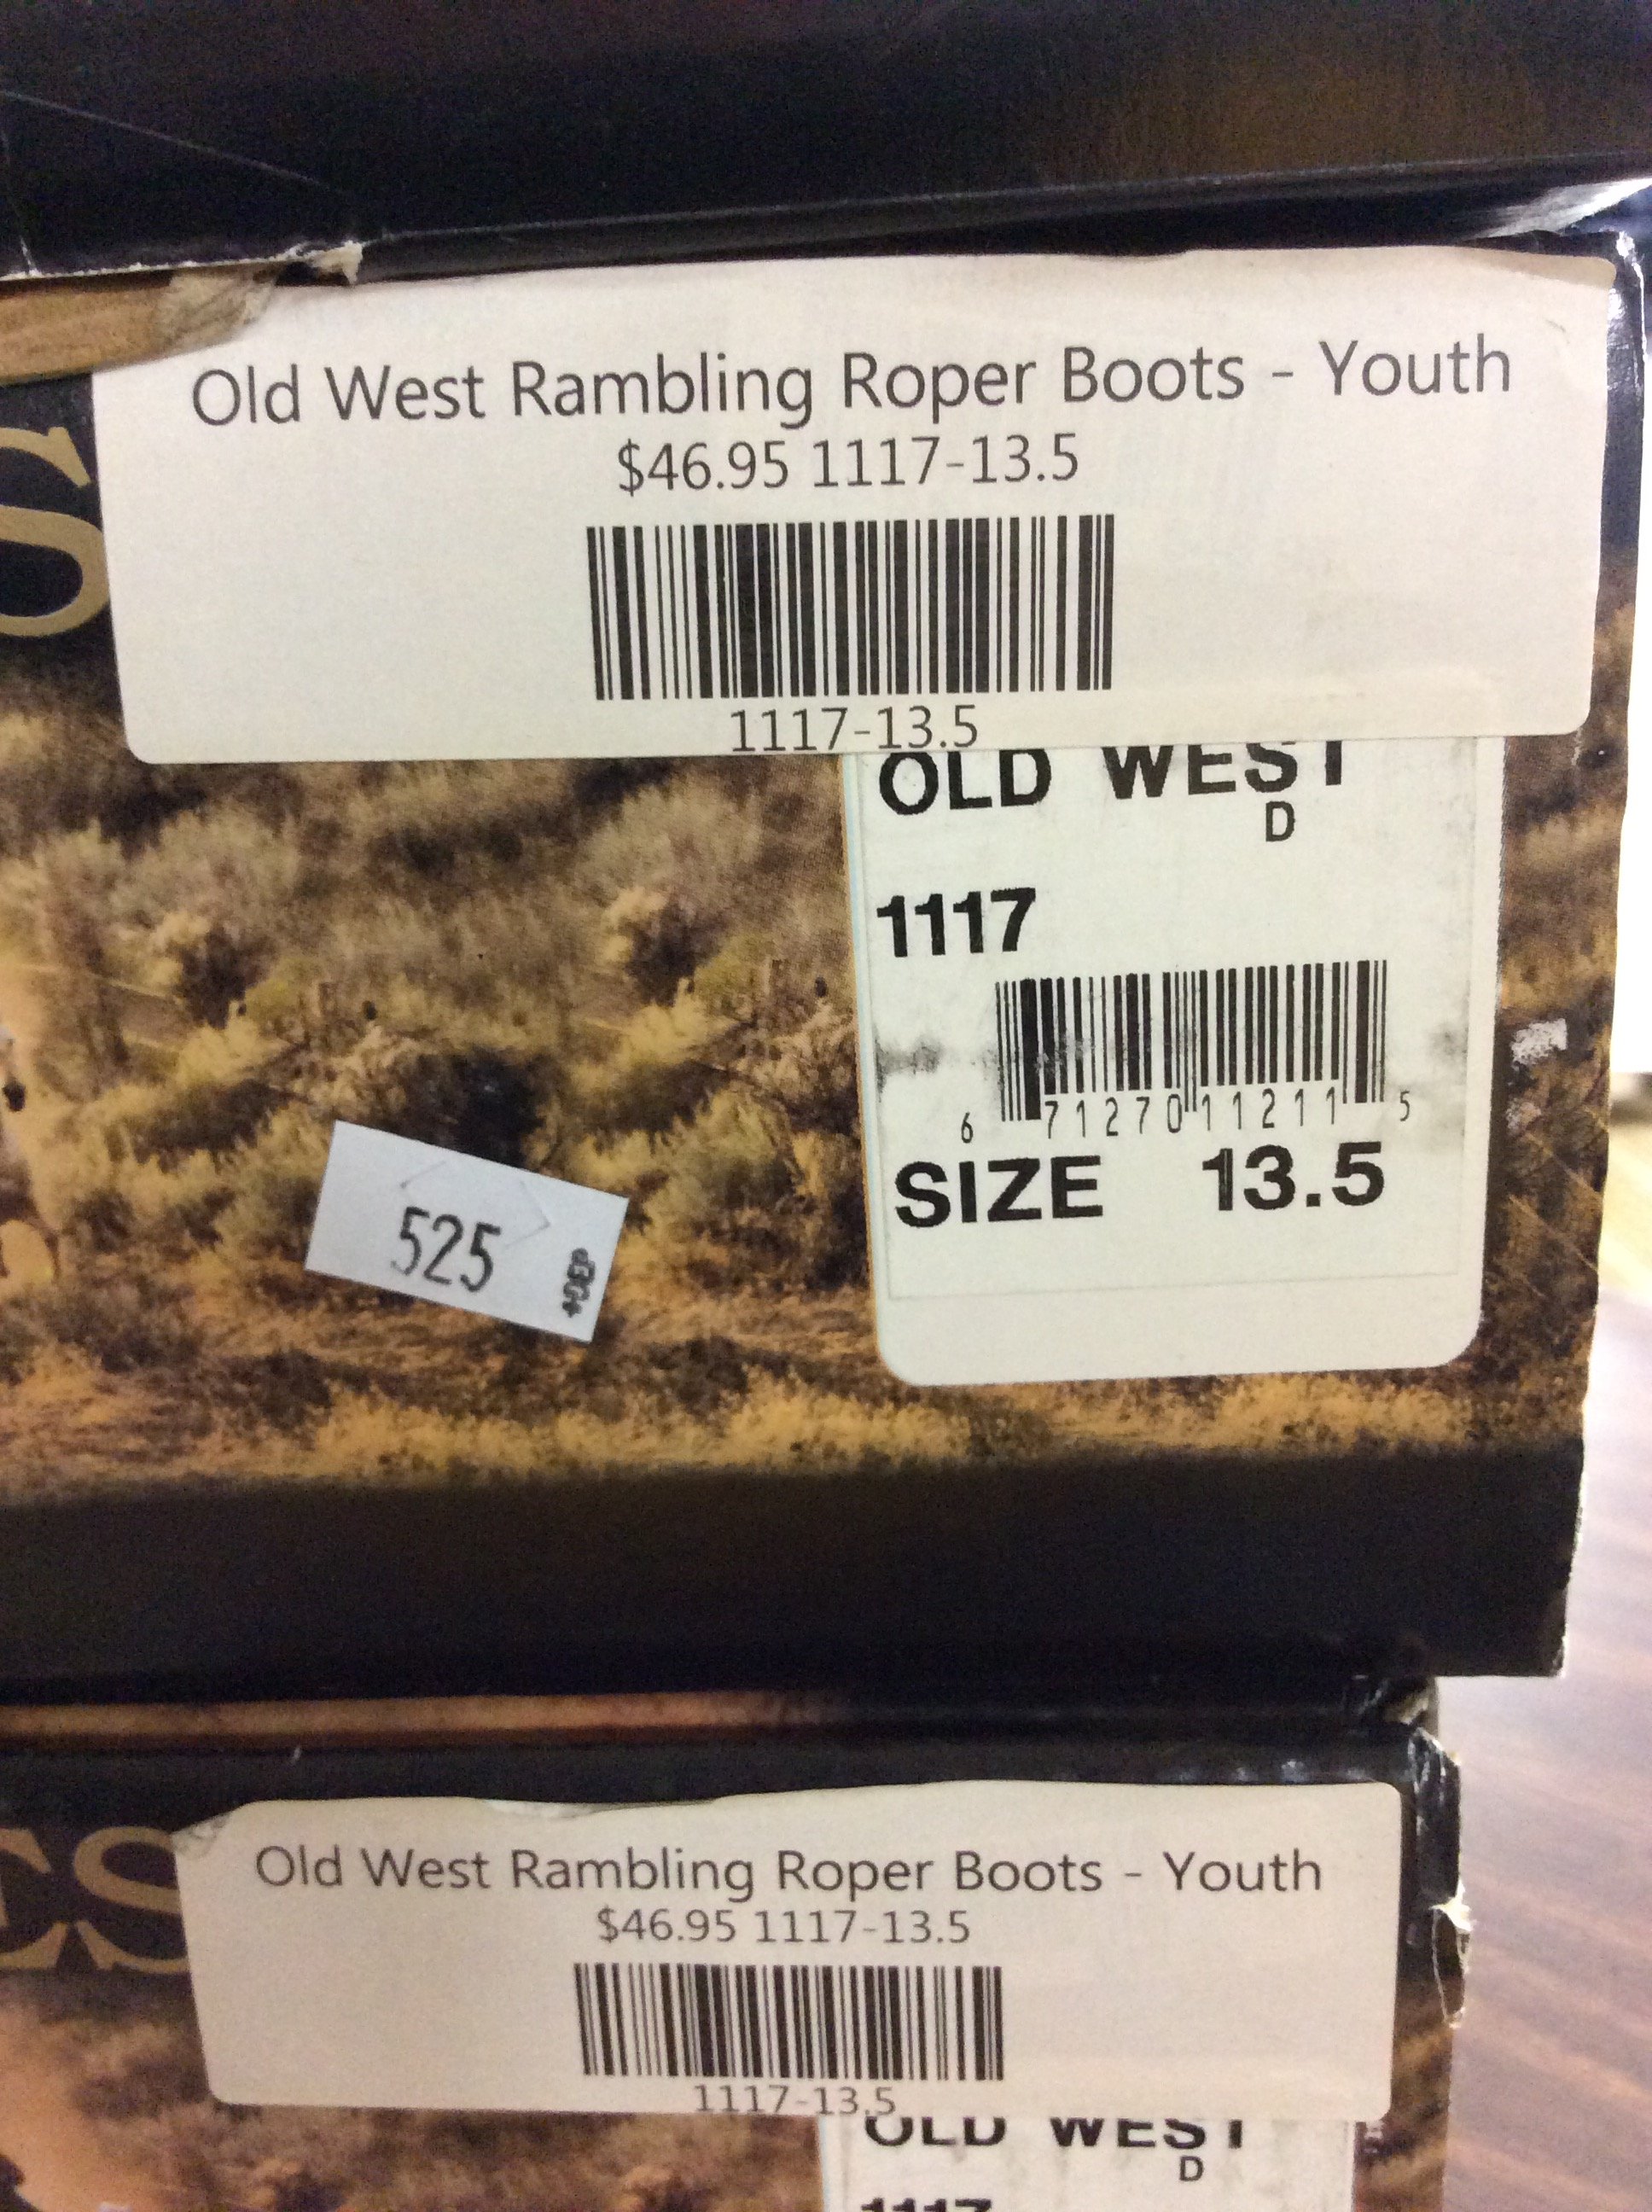 S
Old West Rambling Roper Boots - Youth
$46.95 1117-13.5
1117-13.5
OLD WEST
D
1117
6 71270 11211 5
SIZE 13.5
525
ES
Old West Rambling Roper Boots - Youth
$46.95 1117-13.5
1117-13.5
OLD WEST
D
1117